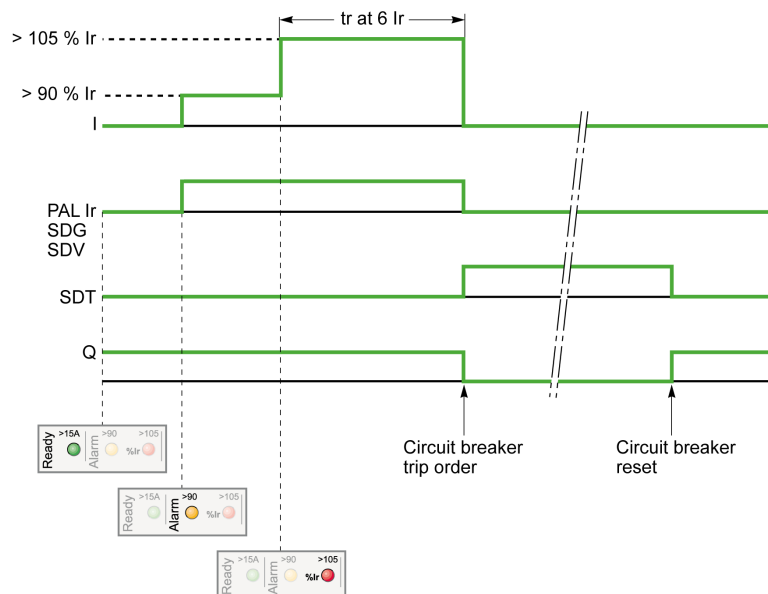 tr at 6 Ir
> 105 % Ir
> 90 % Ir
I
PAL Ir
SDG
SDV
SDT
Q
Circuit breaker
trip order
Circuit breaker
reset
Ready >15A Alarm >90 %Ir >105
Ready >15A Alarm >90 %Ir >105
Ready >15A Alarm >90 %Ir >105